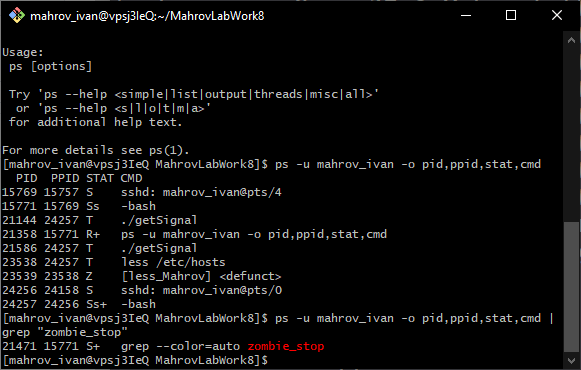 mahrov_ivan@vpsj3IeQ:~/MahrovLabWork8
Usage:
ps [options]
Try 'ps --help <simple|list|output|threads|misc|all>'
or 'ps --help <s|l|o|t|m|a>'
for additional help text.
For more details see ps(1).
[mahrov_ivan@vpsj3IeQ MahrovLabWork8]$ ps -u mahrov_ivan -o pid,ppid,stat,cmd
PID PPID STAT CMD
15769 15757 S sshd: mahrov_ivan@pts/4
15771 15769 Ss -bash
21144 24257 T ./getSignal
21358 15771 R+ ps -u mahrov_ivan -o pid,ppid,stat,cmd
21586 24257 T ./getSignal
23538 24257 T less /etc/hosts
23539 23538 Z [less_Mahrov] <defunct>
24256 24158 S sshd: mahrov_ivan@pts/0
24257 24256 Ss+ -bash
[mahrov_ivan@vpsj3IeQ MahrovLabWork8]$ ps -u mahrov_ivan -o pid,ppid,stat,cmd |
grep "zombie_stop"
21471 15771 S+ grep --color=auto zombie_stop
[mahrov_ivan@vpsj3IeQ MahrovLabWork8]$